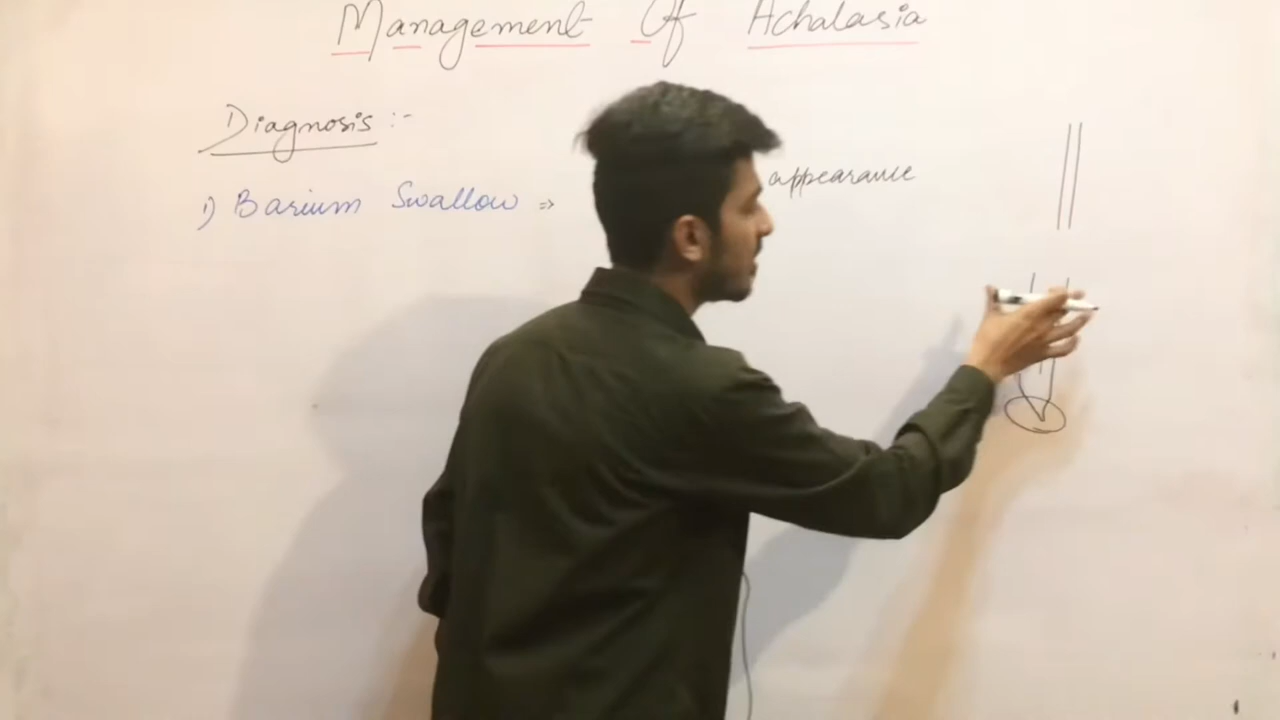 Management Of Achalasia
Diagnosis :-
1) Barium Swallow => appearance